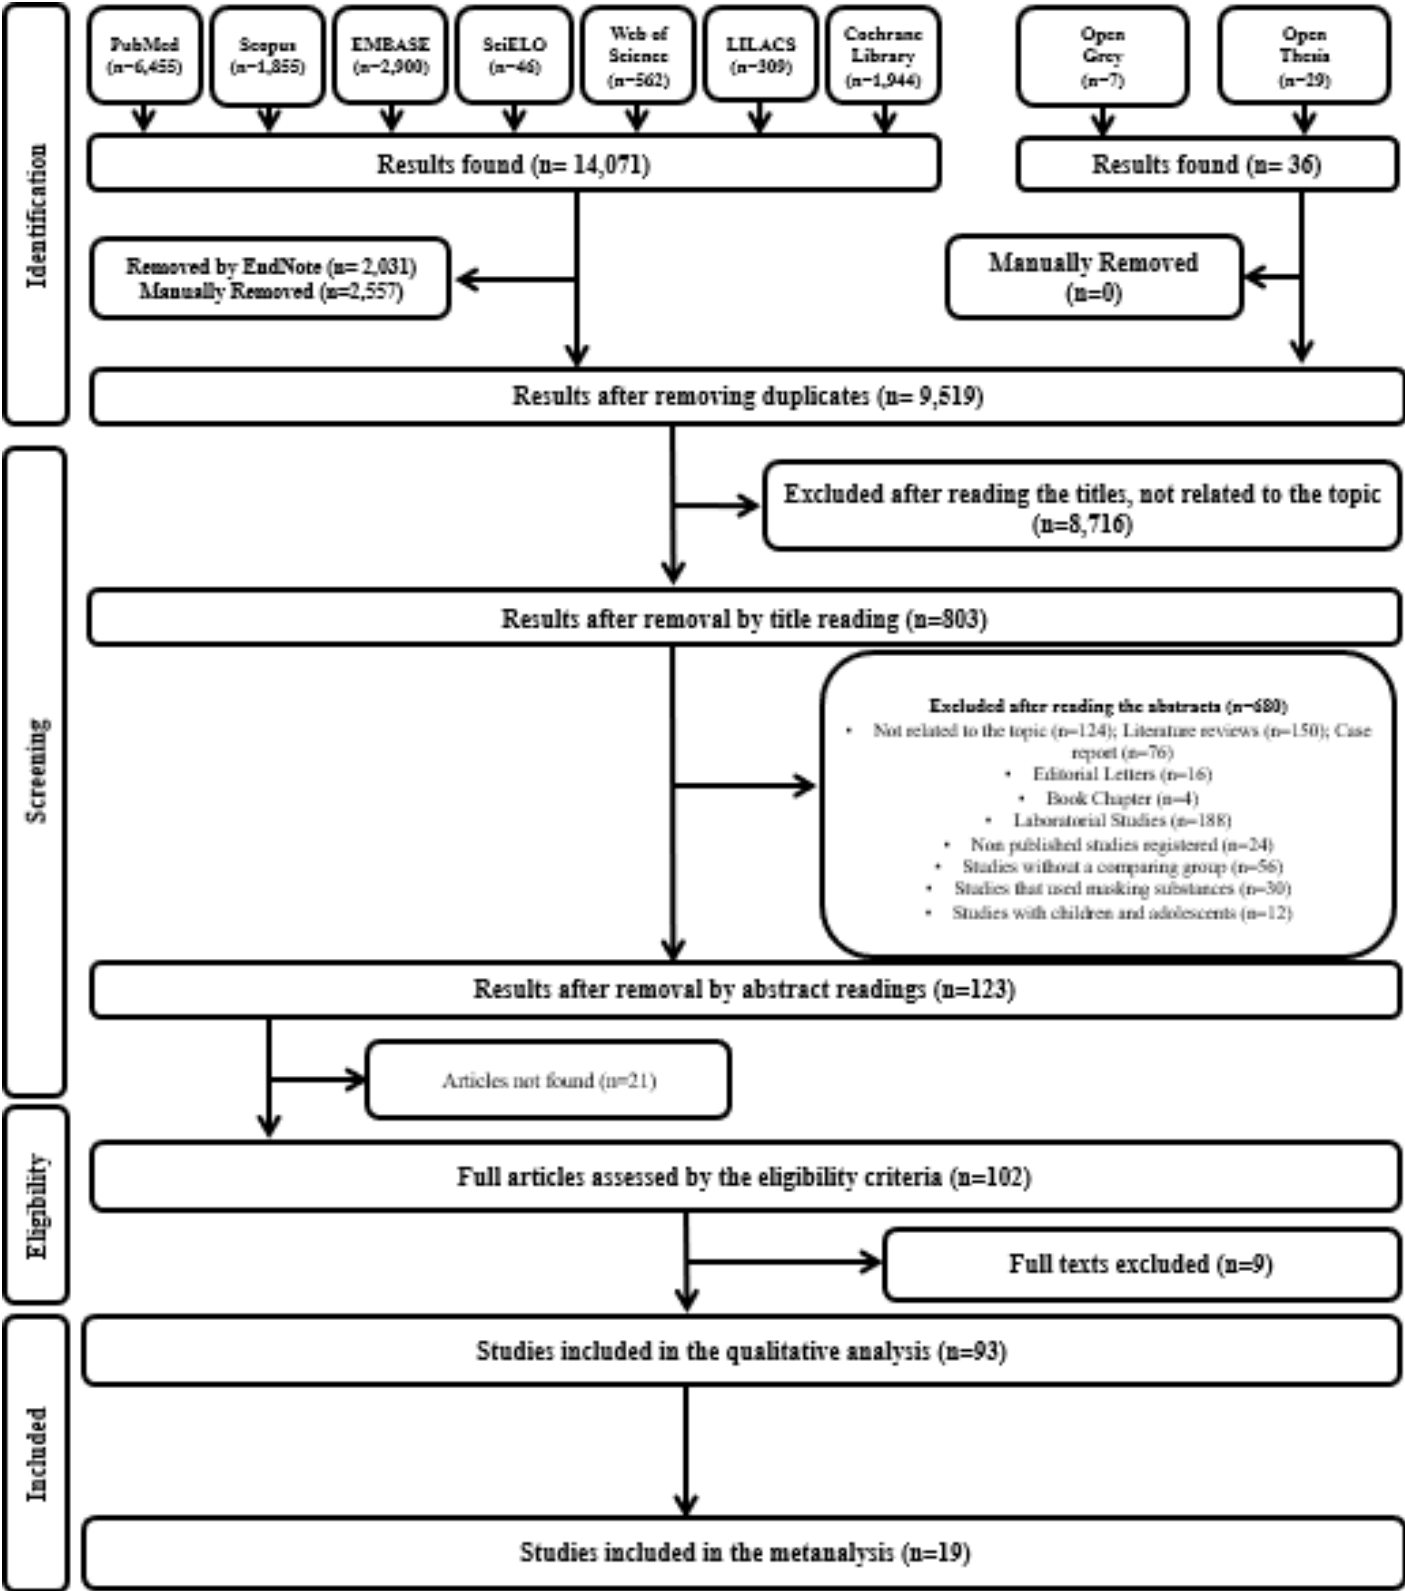 PubMed
(n=6,455)
Scopus
(n=1,855)
EMBASE
(n=2,900)
SciELO
(n=46)
Web of
Science
(n=562)
LILACS
(n=309)
Cochrane
Library
(n=1,944)
Open
Grey
(n=7)
Open
Thesis
(n=29)
Results found (n= 14,071)
Results found (n= 36)
Identification
Removed by EndNote (n= 2,031)
Manually Removed (n=2,557)
Manually Removed
(n=0)
Results after removing duplicates (n= 9,519)
Screening
Excluded after reading the titles, not related to the topic
(n=8,716)
Results after removal by title reading (n=803)
Excluded after reading the abstracts (n=680)
• Not related to the topic (n=124); Literature reviews (n=150); Case
report (n=76)
• Editorial Letters (n=16)
• Book Chapter (n=4)
• Laboratorial Studies (n=188)
• Non published studies registered (n=24)
• Studies without a comparing group (n=56)
• Studies that used masking substances (n=30)
• Studies with children and adolescents (n=12)
Results after removal by abstract readings (n=123)
Articles not found (n=21)
Eligibility
Full articles assessed by the eligibility criteria (n=102)
Full texts excluded (n=9)
Included
Studies included in the qualitative analysis (n=93)
Studies included in the metanalysis (n=19)